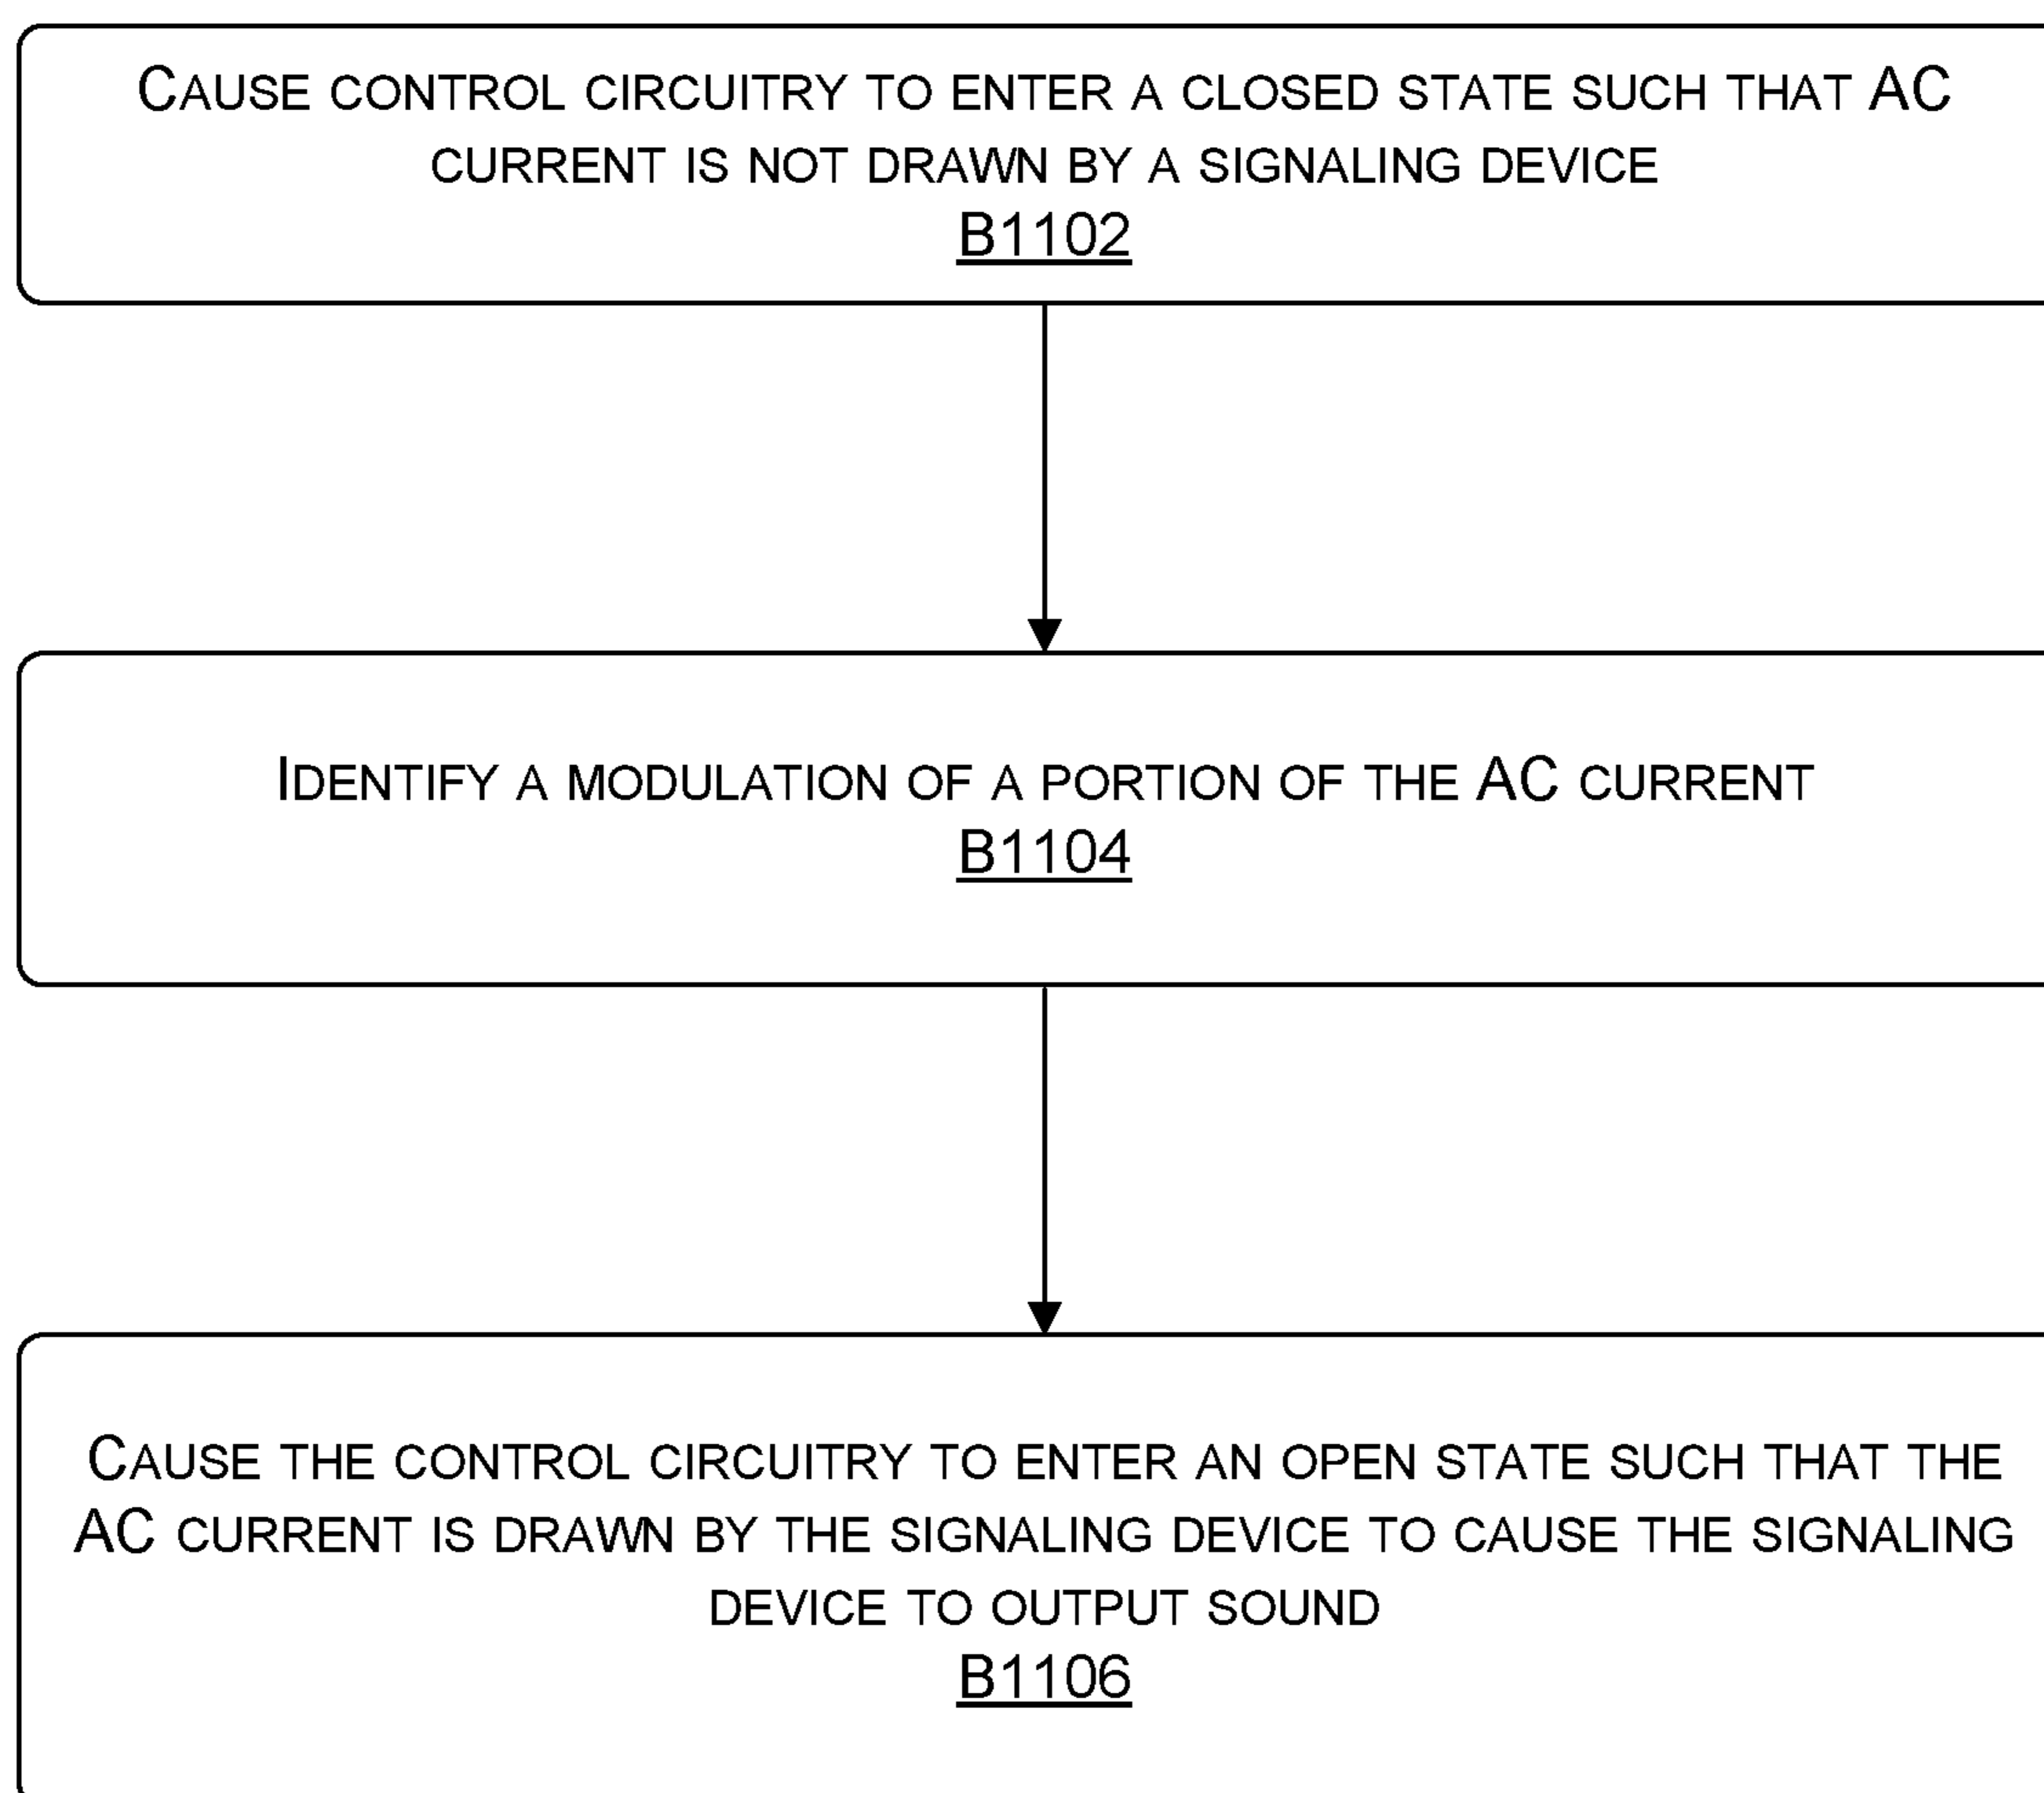 Cause control circuitry to enter a closed state such that AC
current is not drawn by a signaling device
B1102
Identify a modulation of a portion of the AC current
B1104
Cause the control circuitry to enter an open state such that the
AC current is drawn by the signaling device to cause the signaling
device to output sound
B1106